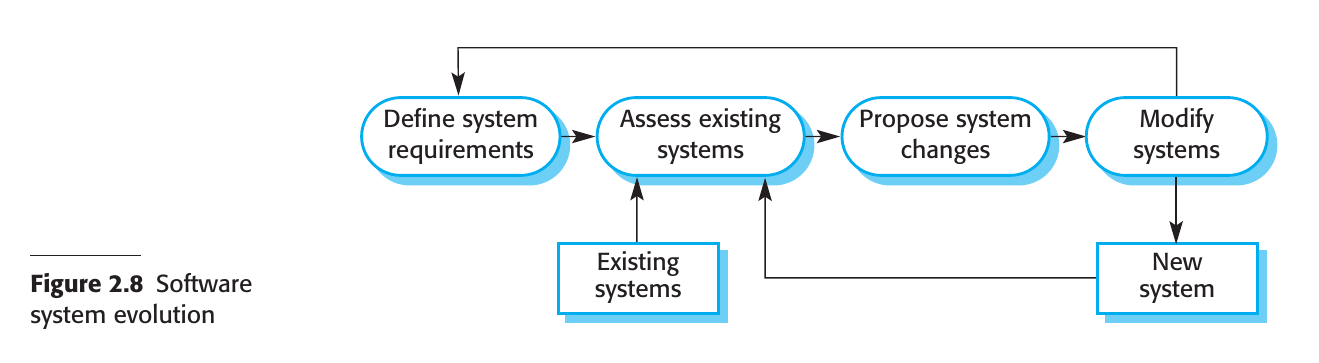 Define system
requirements
Assess existing
systems
Propose system
changes
Modify
systems
Existing
systems
New
system
Figure 2.8 Software
system evolution